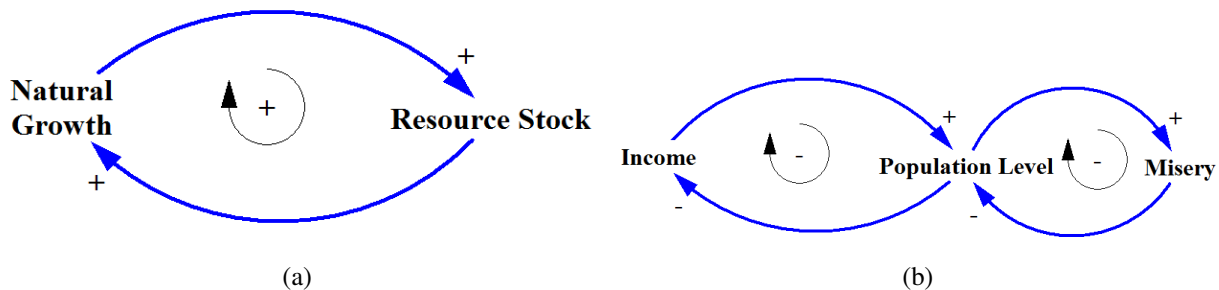 +
Natural
Growth
+
Resource Stock
+
(a)
+
+
Income
-
Population Level
-
Misery
-
-
(b)